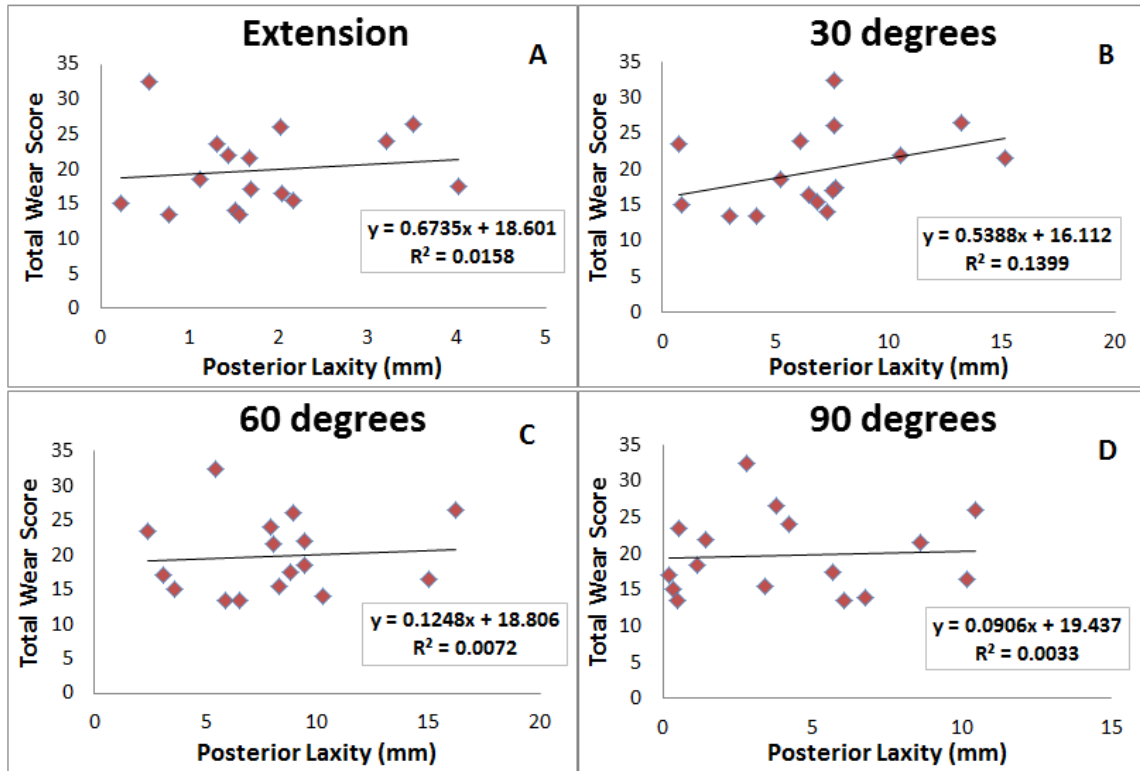 Extension
A
Total Wear Score
35
30
25
20
15
10
5
0
y = 0.6735x + 18.601
R² = 0.0158
0 1 2 3 4 5
Posterior Laxity (mm)
30 degrees
B
Total Wear Score
35
30
25
20
15
10
5
0
y = 0.5388x + 16.112
R² = 0.1399
0 5 10 15 20
Posterior Laxity (mm)
60 degrees
C
Total Wear Score
35
30
25
20
15
10
5
0
y = 0.1248x + 18.806
R² = 0.0072
0 5 10 15 20
Posterior Laxity (mm)
90 degrees
D
Total Wear Score
35
30
25
20
15
10
5
0
y = 0.0906x + 19.437
R² = 0.0033
0 5 10 15
Posterior Laxity (mm)